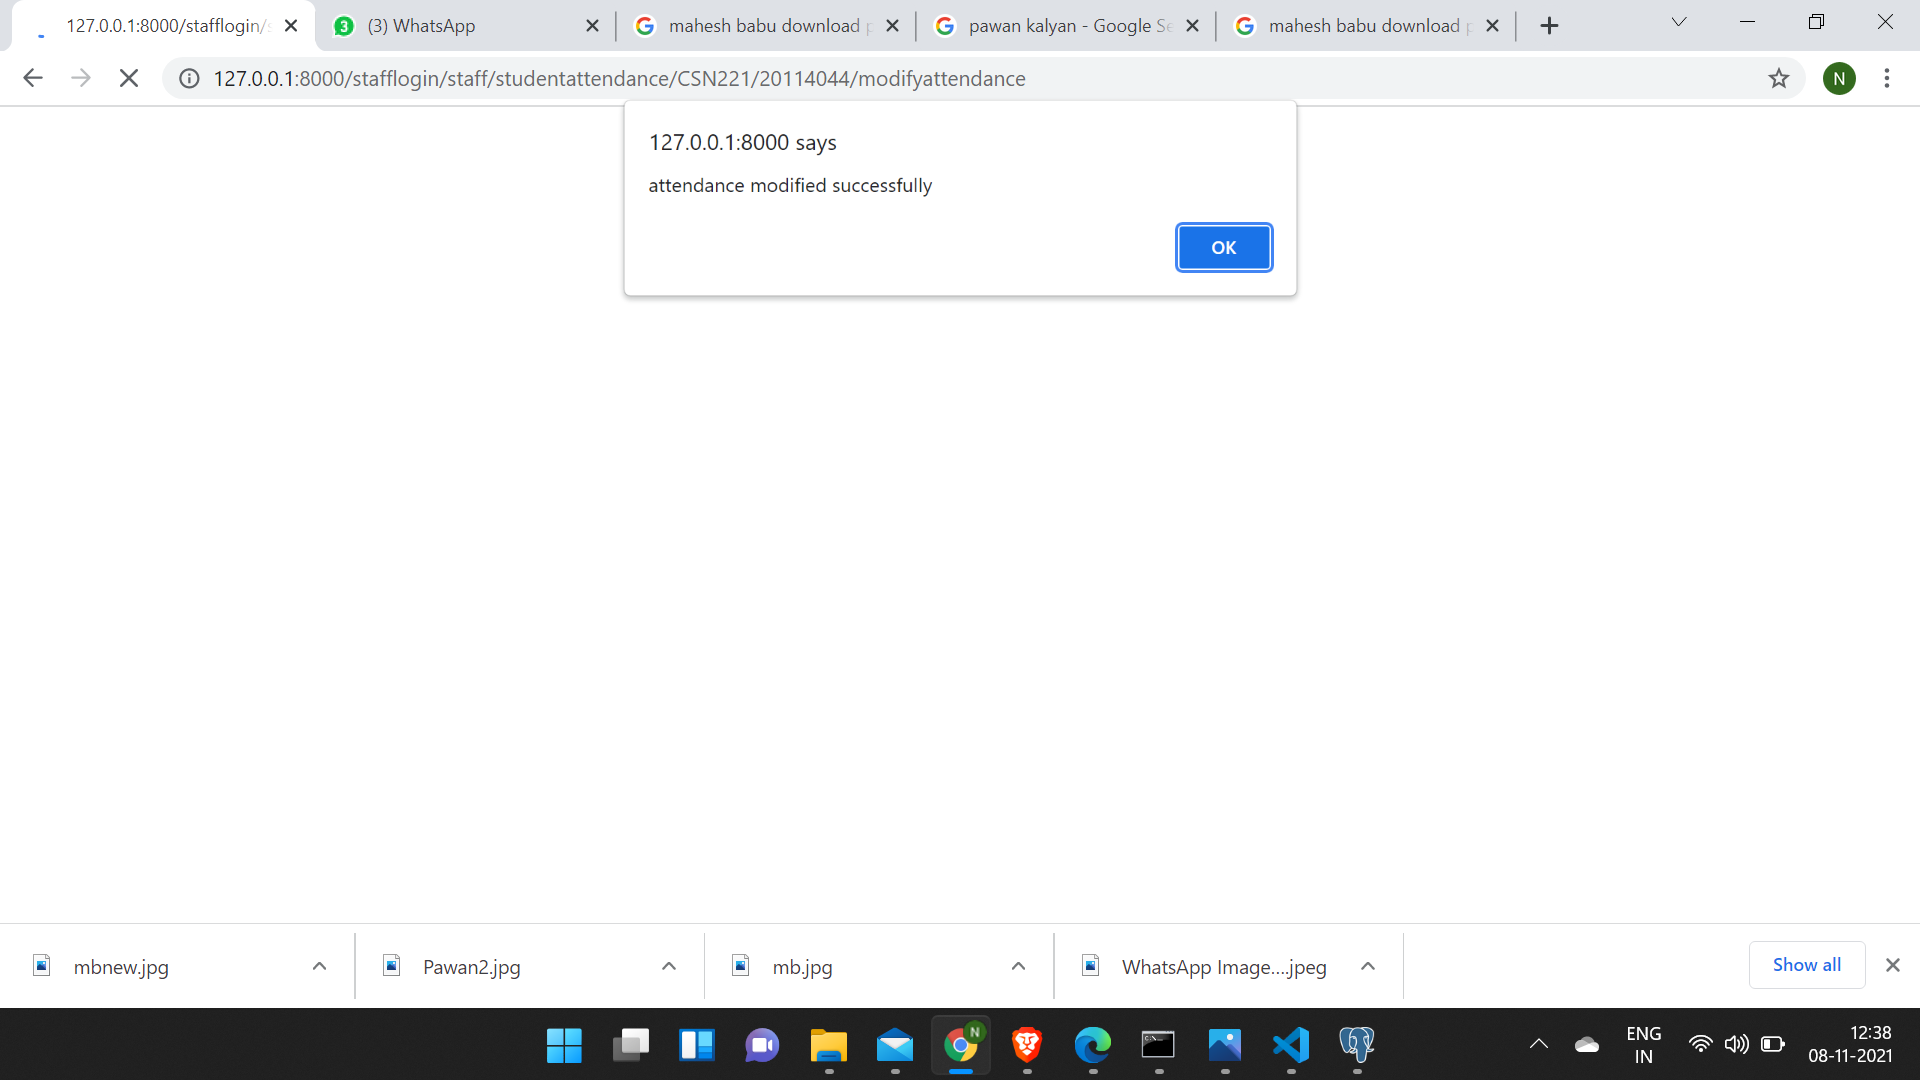 127.0.0.1:8000/stafflogin/
3 (3) WhatsApp
mahesh babu download
pawan kalyan - Google Se
mahesh babu download
127.0.0.1:8000/stafflogin/staff/studentattendance/CSN221/20114044/modifyattendance
N
127.0.0.1:8000 says
attendance modified successfully
OK
mbnew.jpg
Pawan2.jpg
mb.jpg
WhatsApp Image....jpeg
Show all
N
ENG
IN
12:38
08-11-2021